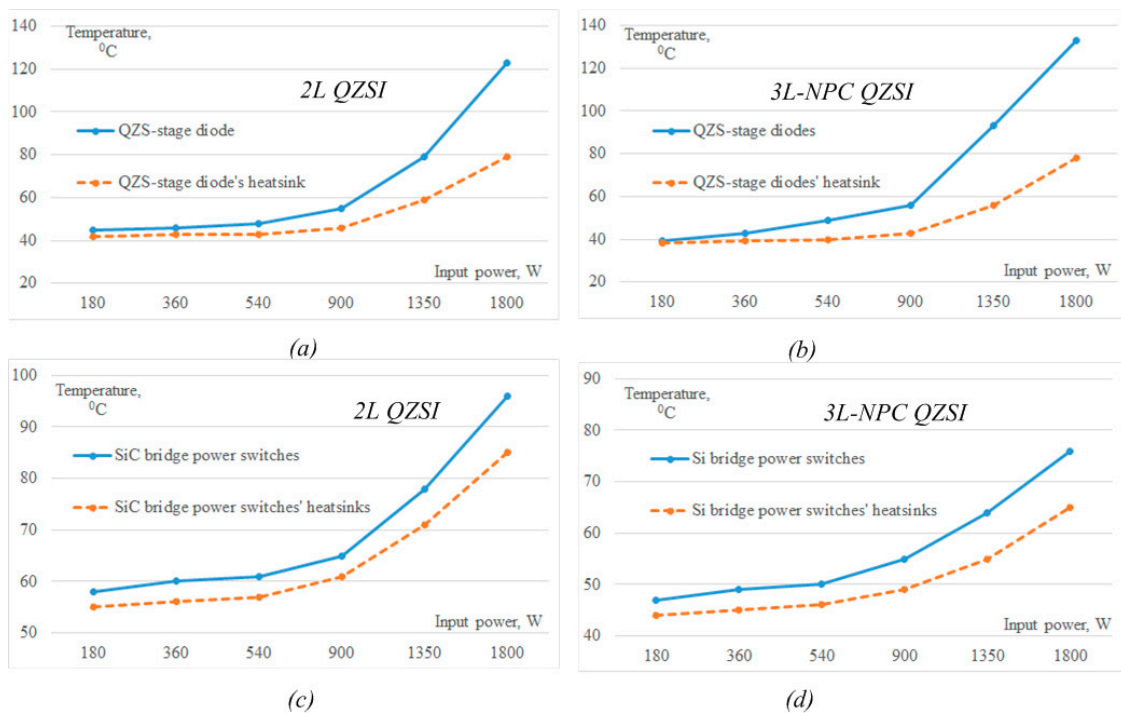 140
Temperature,
⁰C
120
2L QZSI
100
QZS-stage diode
80
QZS-stage diode's heatsink
60
40
Input power, W
20
180 360 540 900 1350 1800
(a)
140
Temperature,
⁰C
120
3L-NPC QZSI
100
QZS-stage diodes
80
QZS-stage diodes' heatsink
60
40
Input power, W
20
180 360 540 900 1350 1800
(b)
100
Temperature,
⁰C
90
2L QZSI
SiC bridge power switches
80
SiC bridge power switches' heatsinks
70
60
Input power, W
50
180 360 540 900 1350 1800
(c)
90
Temperature,
⁰C
3L-NPC QZSI
80
Si bridge power switches
70
Si bridge power switches' heatsinks
60
50
Input power, W
40
180 360 540 900 1350 1800
(d)